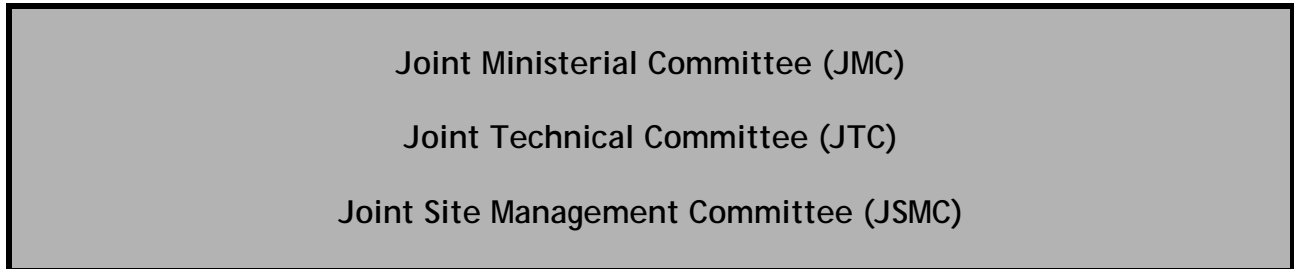 Joint Ministerial Committee (JMC)
Joint Technical Committee (JTC)
Joint Site Management Committee (JSMC)